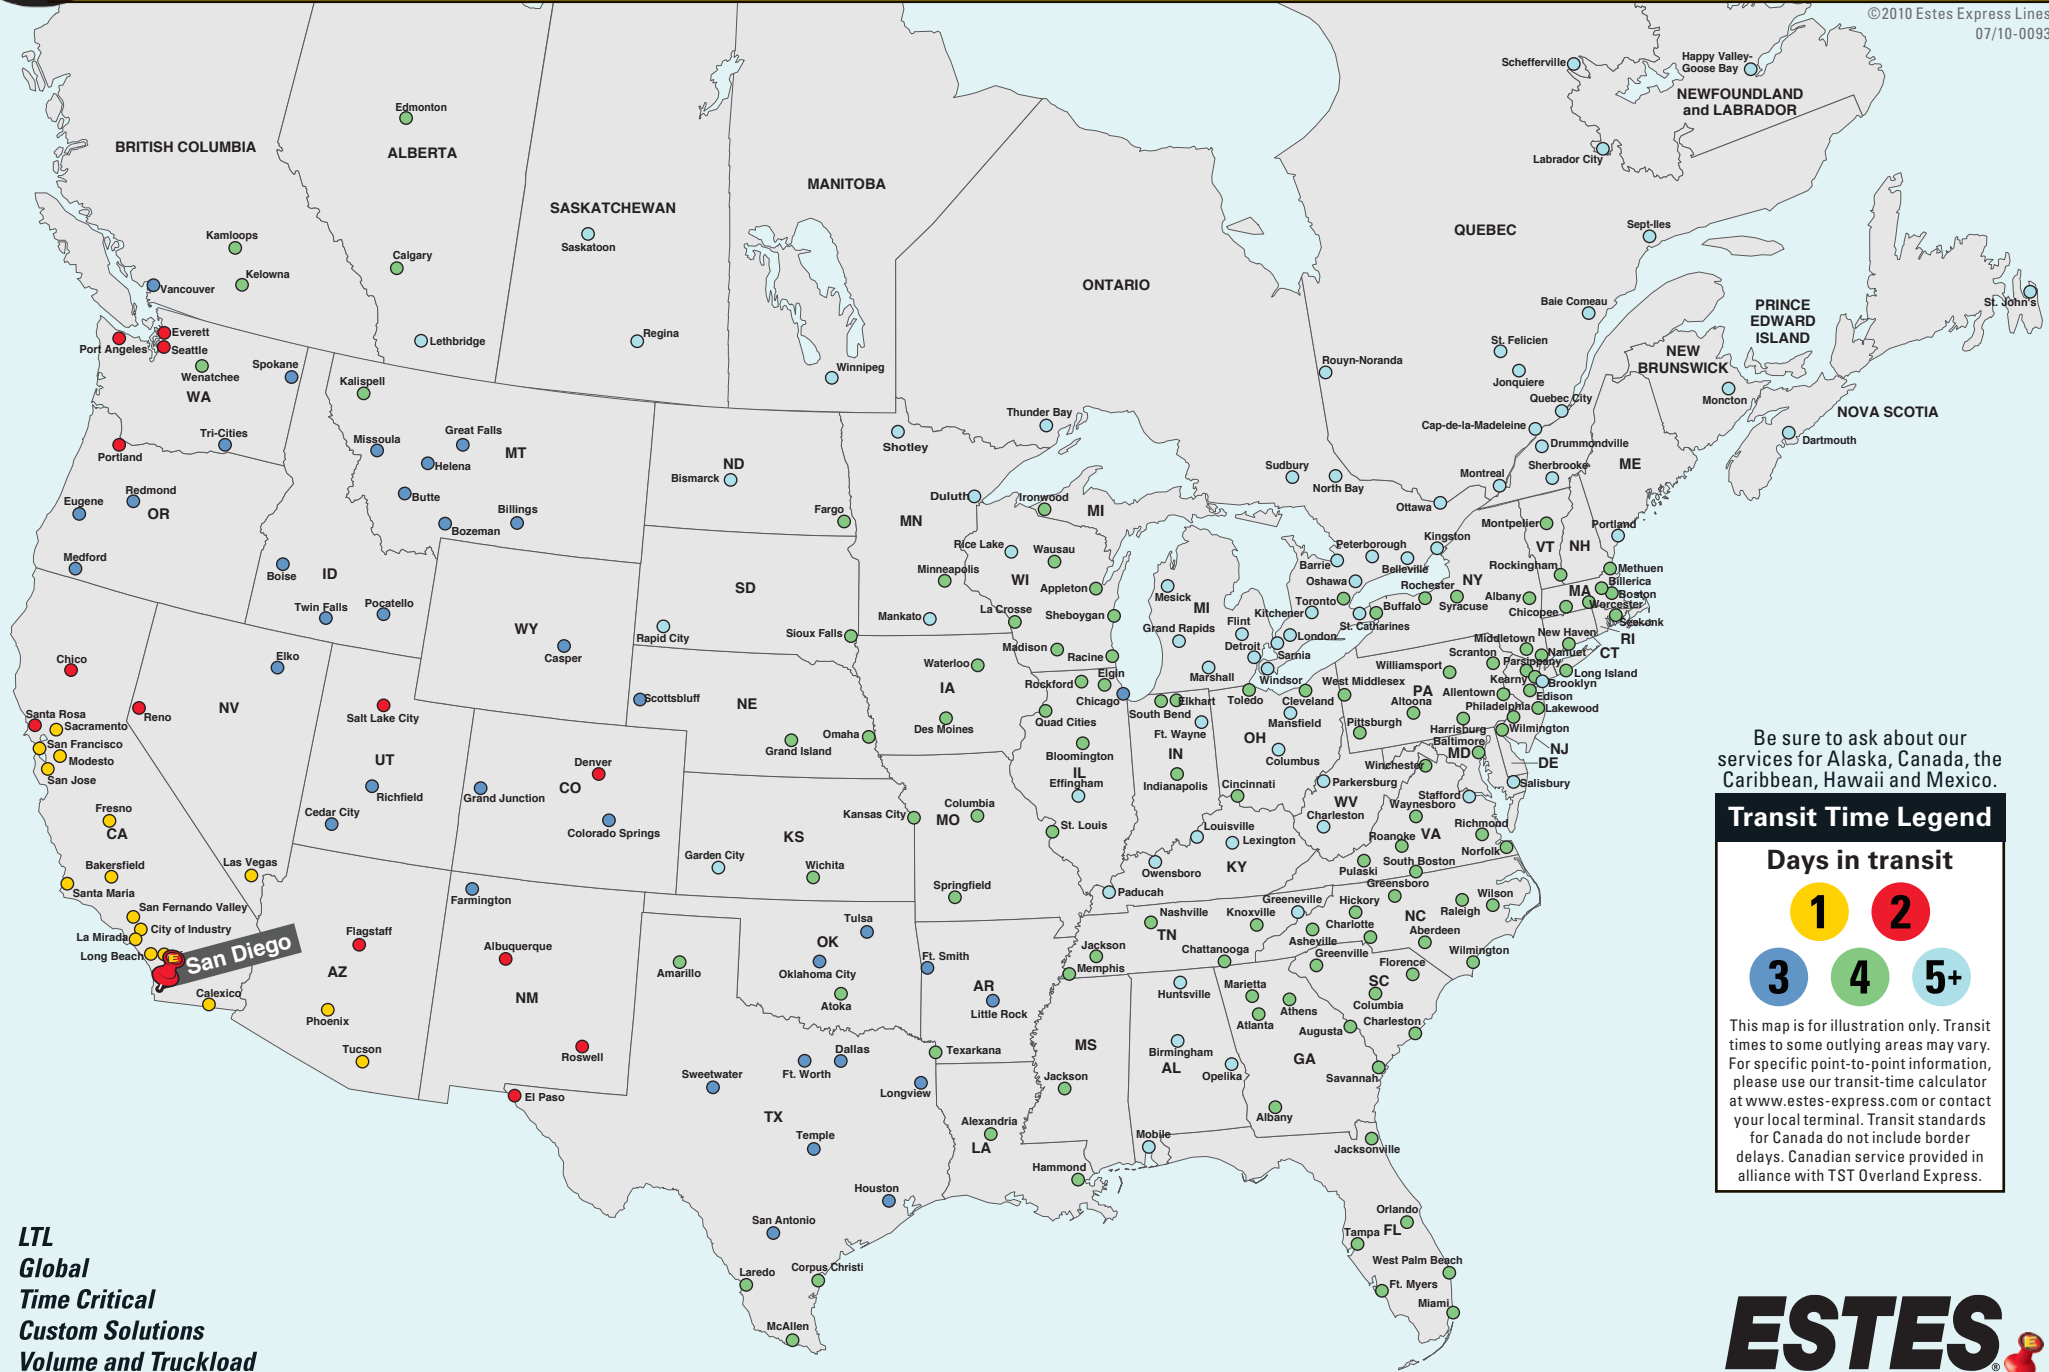 ©2010 Estes Express Lines
07/10-0093
Schefferville
Happy Valley-
Goose Bay
NEWFOUNDLAND
and LABRADOR
Labrador City
Edmonton
BRITISH COLUMBIA
ALBERTA
MANITOBA
SASKATCHEWAN
Saskatoon
Kamloops
Kelowna
Vancouver
Calgary
Lethbridge
Regina
Winnipeg
ONTARIO
QUEBEC
Sept-Iles
Baie Comeau
St. John's
PRINCE
EDWARD
ISLAND
St. Felicien
Jonquiere
NEW
BRUNSWICK
Moncton
Rouyn-Noranda
Quebec City
NOVA SCOTIA
Dartmouth
Cap-de-la-Madeleine
Drummondville
Sherbrooke
Montreal
Ottawa
Thunder Bay
Sudbury
North Bay
Everett
Port Angeles
Seattle
Wenatchee
Spokane
WA
Tri-Cities
Portland
Kalispell
Missoula
Great Falls
Helena
MT
Butte
Bozeman
Billings
Eugene
Redmond
OR
Medford
Boise
ID
Twin Falls
Pocatello
ND
Bismarck
Fargo
Shotley
Duluth
MN
Minneapolis
Mankato
SD
Rapid City
Sioux Falls
WY
Casper
Ironwood
MI
Rice Lake
Wausau
WI
Appleton
La Crosse
Sheboygan
Madison
Racine
Mesick
MI
Grand Rapids
Flint
Detroit
Marshall
Windsor
Sarnia
London
Kitchener
Toronto
Oshawa
Barrie
Peterborough
Belleville
Kingston
St. Catharines
Buffalo
Rochester
Syracuse
NY
Albany
Montpelier
VT
NH
Portland
ME
Rockingham
Methuen
Billerica
MA
Boston
Worcester
Chicopee
Seekonk
RI
CT
New Haven
Middletown
Nanuet
Scranton
Parsippany
Long Island
Kearny
Brooklyn
Edison
Allentown
Lakewood
Philadelphia
Wilmington
NJ
DE
Williamsport
West Middlesex
PA
Altoona
Pittsburgh
Harrisburg
Baltimore
MD
Winchester
Salisbury
Chico
Santa Rosa
Sacramento
San Francisco
Modesto
San Jose
Fresno
CA
Bakersfield
Santa Maria
San Fernando Valley
City of Industry
La Mirada
Long Beach
E
San Diego
Calexico
Elko
NV
Reno
Las Vegas
Salt Lake City
UT
Richfield
Cedar City
Scottsbluff
NE
Grand Island
Omaha
Denver
CO
Grand Junction
Colorado Springs
Waterloo
IA
Des Moines
Rockford
Elgin
Chicago
Quad Cities
Bloomington
IL
Effingham
South Bend
Elkhart
Ft. Wayne
IN
Indianapolis
Toledo
Cleveland
Mansfield
OH
Columbus
Cincinnati
Parkersburg
WV
Charleston
Stafford
Waynesboro
Richmond
Roanoke
VA
Norfolk
South Boston
Pulaski
Kansas City
Columbia
MO
St. Louis
Springfield
KS
Garden City
Wichita
Louisville
Lexington
Owensboro
KY
Paducah
Farmington
Flagstaff
AZ
Phoenix
Tucson
Albuquerque
NM
Roswell
El Paso
Amarillo
Tulsa
OK
Oklahoma City
Atoka
Ft. Smith
AR
Little Rock
Nashville
TN
Knoxville
Greeneville
Chattanooga
Jackson
Memphis
Greensboro
Hickory
NC
Raleigh
Wilson
Charlotte
Asheville
Aberdeen
Wilmington
Greenville
Florence
SC
Columbia
Charleston
Huntsville
Birmingham
AL
Opelika
Mobile
Marietta
Athens
Atlanta
Augusta
GA
Savannah
Albany
MS
Jackson
Texarkana
Dallas
Ft. Worth
Sweetwater
Longview
TX
Temple
Houston
San Antonio
Laredo
Corpus Christi
McAllen
Alexandria
LA
Hammond
Jacksonville
Orlando
Tampa
FL
West Palm Beach
Ft. Myers
Miami
Be sure to ask about our
services for Alaska, Canada, the
Caribbean, Hawaii and Mexico.
Transit Time Legend
Days in transit
1
2
3
4
5+
This map is for illustration only. Transit
times to some outlying areas may vary.
For specific point-to-point information,
please use our transit-time calculator
at www.estes-express.com or contact
your local terminal. Transit standards
for Canada do not include border
delays. Canadian service provided in
alliance with TST Overland Express.
LTL
Global
Time Critical
Custom Solutions
Volume and Truckload
ESTES®
E